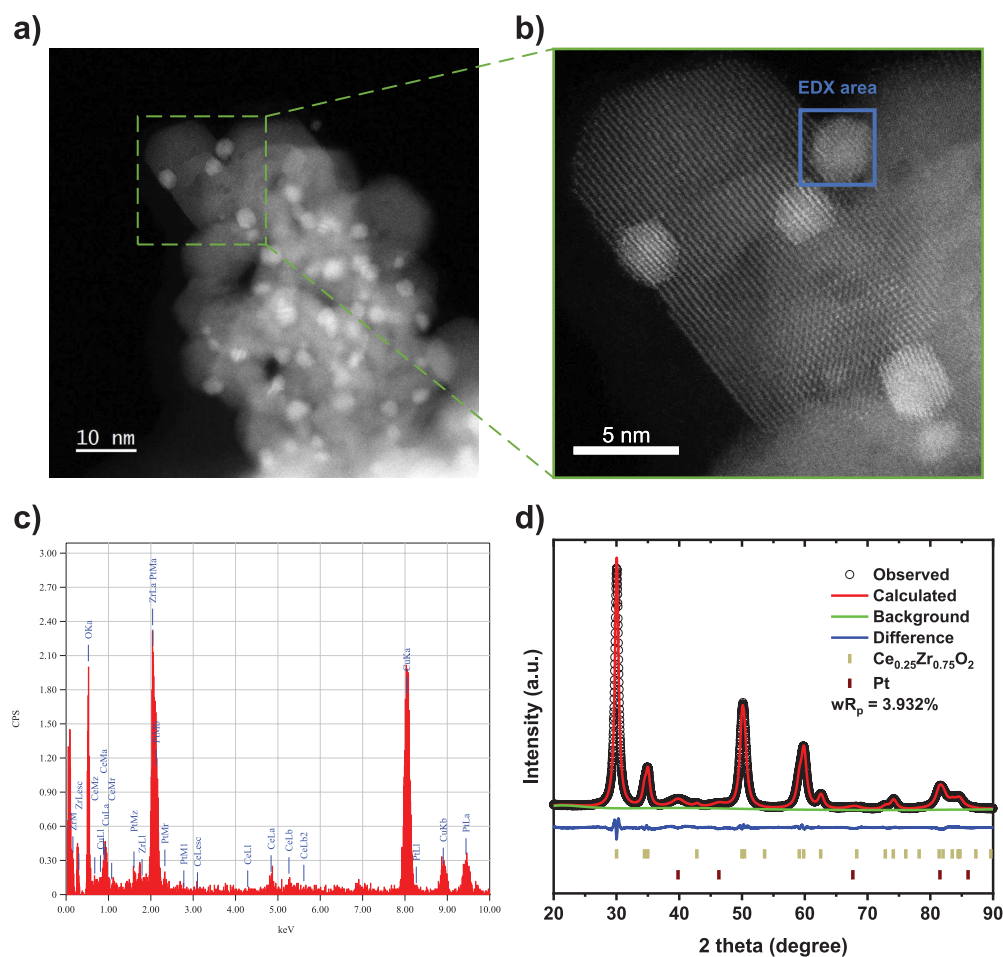 a)
b)
EDX area
10 nm
5 nm
c)
d)
CPS
3.00
2.70
2.40
2.10
1.80
1.50
1.20
0.90
0.60
0.30
0.00
0.00
1.00
2.00
3.00
4.00
5.00
6.00
7.00
8.00
9.00
10.00
keV
ZrM
ZrLesc
OKa
CeMz
CuLl
CuLa
CeMa
CeMr
PtMz
ZrLl
ZrLa PtMa
PtMb
PtMr
PtM1
CeLesc
CeLl
CeLa
CeLb
CeLb2
CuKa
PtLl
CuKb
PtLa
Intensity (a.u.)
Observed
Calculated
Background
Difference
Ce0.25Zr0.75O2
Pt
wRp = 3.932%
20
30
40
50
60
70
80
90
2 theta (degree)